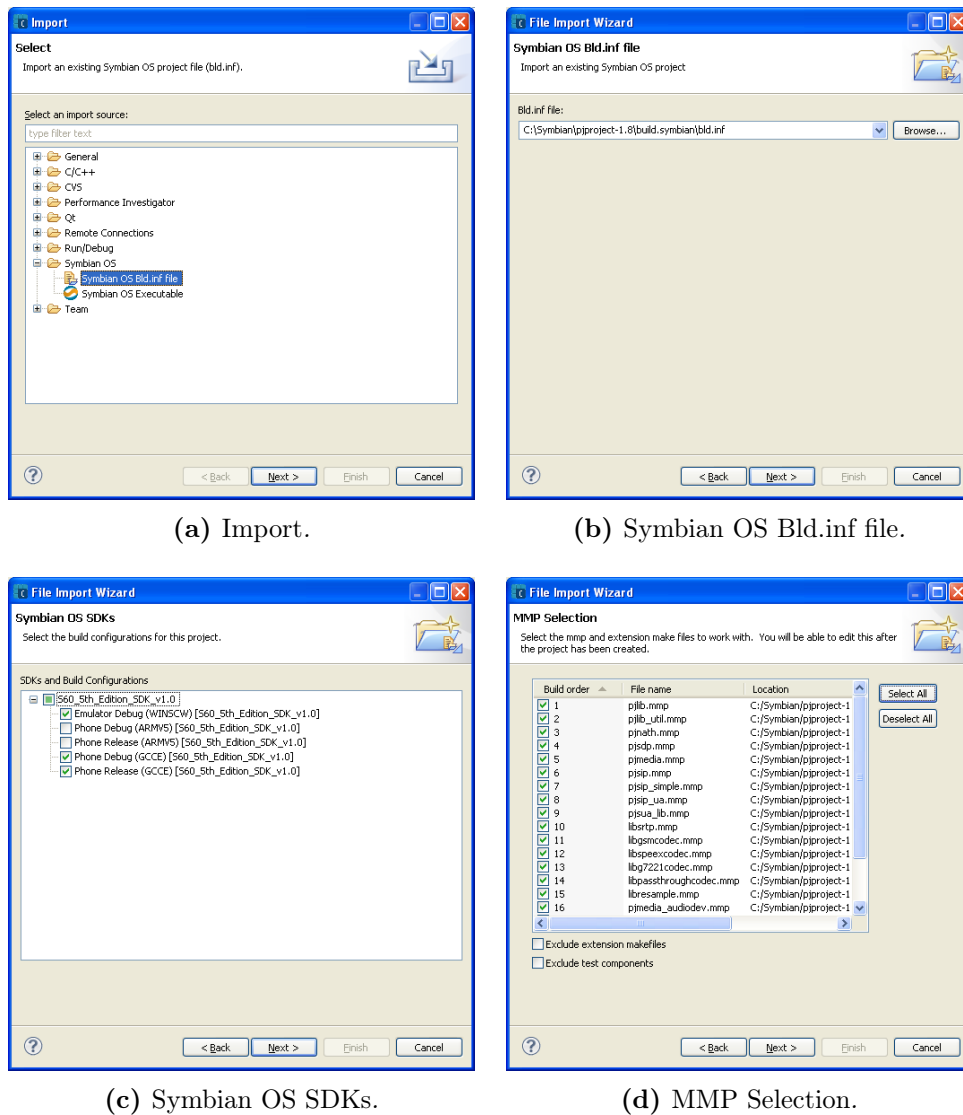 Import
Select
Import an existing Symbian OS project file (bld.inf).
Select an import source:
type filter text
General
C/C++
CVS
Performance Investigator
Qt
Remote Connections
Run/Debug
Symbian OS
Symbian OS Bld.inf file
Symbian OS Executable
Team
< Back
Next >
Finish
Cancel
(a) Import.
File Import Wizard
Symbian OS Bld.inf file
Import an existing Symbian OS project
Bld.inf file:
C:\Symbian\pjproject-1.8\build.symbian\bld.inf
Browse...
< Back
Next >
Finish
Cancel
(b) Symbian OS Bld.inf file.
File Import Wizard
Symbian OS SDKs
Select the build configurations for this project.
SDKs and Build Configurations
S60_5th_Edition_SDK_v1.0
Emulator Debug (WINSCW) [S60_5th_Edition_SDK_v1.0]
Phone Debug (ARMV5) [S60_5th_Edition_SDK_v1.0]
Phone Release (ARMV5) [S60_5th_Edition_SDK_v1.0]
Phone Debug (GCCE) [S60_5th_Edition_SDK_v1.0]
Phone Release (GCCE) [S60_5th_Edition_SDK_v1.0]
< Back
Next >
Finish
Cancel
(c) Symbian OS SDKs.
File Import Wizard
MMP Selection
Select the mmp and extension make files to work with. You will be able to edit this after
the project has been created.
Build order File name Location
1 pjlib.mmp C:/Symbian/pjproject-1
2 pjlib_util.mmp C:/Symbian/pjproject-1
3 pjnath.mmp C:/Symbian/pjproject-1
4 pjsdp.mmp C:/Symbian/pjproject-1
5 pjmedia.mmp C:/Symbian/pjproject-1
6 pjsip.mmp C:/Symbian/pjproject-1
7 pjsip_simple.mmp C:/Symbian/pjproject-1
8 pjsip_ua.mmp C:/Symbian/pjproject-1
9 pjsua_lib.mmp C:/Symbian/pjproject-1
10 libsrtp.mmp C:/Symbian/pjproject-1
11 libgsmcodec.mmp C:/Symbian/pjproject-1
12 libspeexcodec.mmp C:/Symbian/pjproject-1
13 libg7221codec.mmp C:/Symbian/pjproject-1
14 libpassthroughcodec.mmp C:/Symbian/pjproject-1
15 libresample.mmp C:/Symbian/pjproject-1
16 pjmedia_audiodev.mmp C:/Symbian/pjproject-1
Select All
Deselect All
Exclude extension makefiles
Exclude test components
< Back
Next >
Finish
Cancel
(d) MMP Selection.